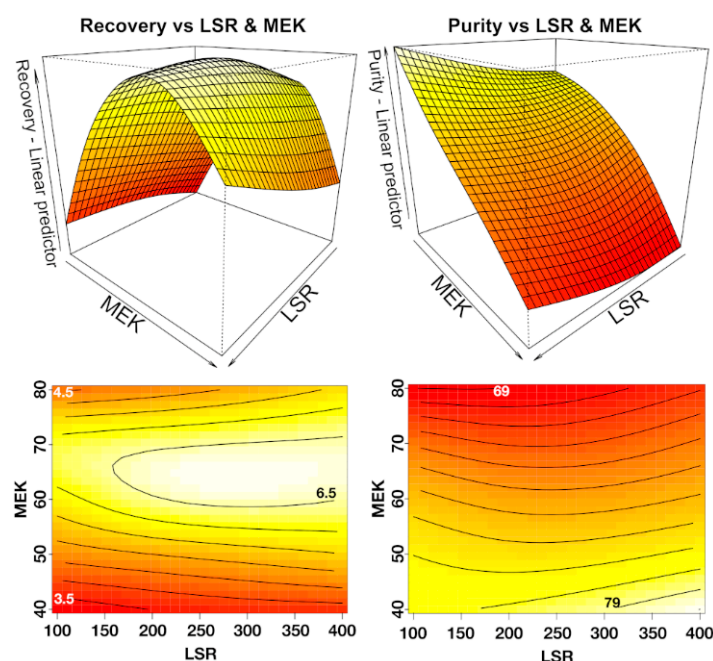 Recovery vs LSR & MEK
Recovery - Linear predictor
MEK
LSR
Purity vs LSR & MEK
Purity - Linear predictor
MEK
LSR
4.5
6.5
3.5
80
70
60
50
40
MEK
100 150 200 250 300 350 400
LSR
69
79
80
70
60
50
40
MEK
100 150 200 250 300 350 400
LSR